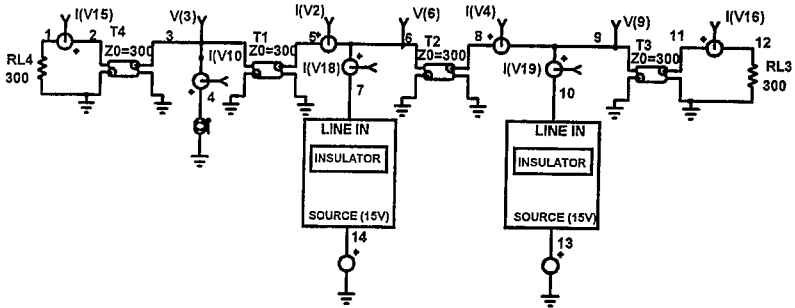 I(V15)
V(3)
I(V2)
V(6)
I(V4)
V(9)
I(V16)
T4
T1
T2
T3
1
2
3
5
6
8
9
11
12
Z0=300
Z0=300
Z0=300
Z0=300
RL4
300
I(V10
I(V18)
I(V19)
RL3
300
4
7
10
LINE IN
INSULATOR
SOURCE (15V)
14
LINE IN
INSULATOR
SOURCE (15V)
13